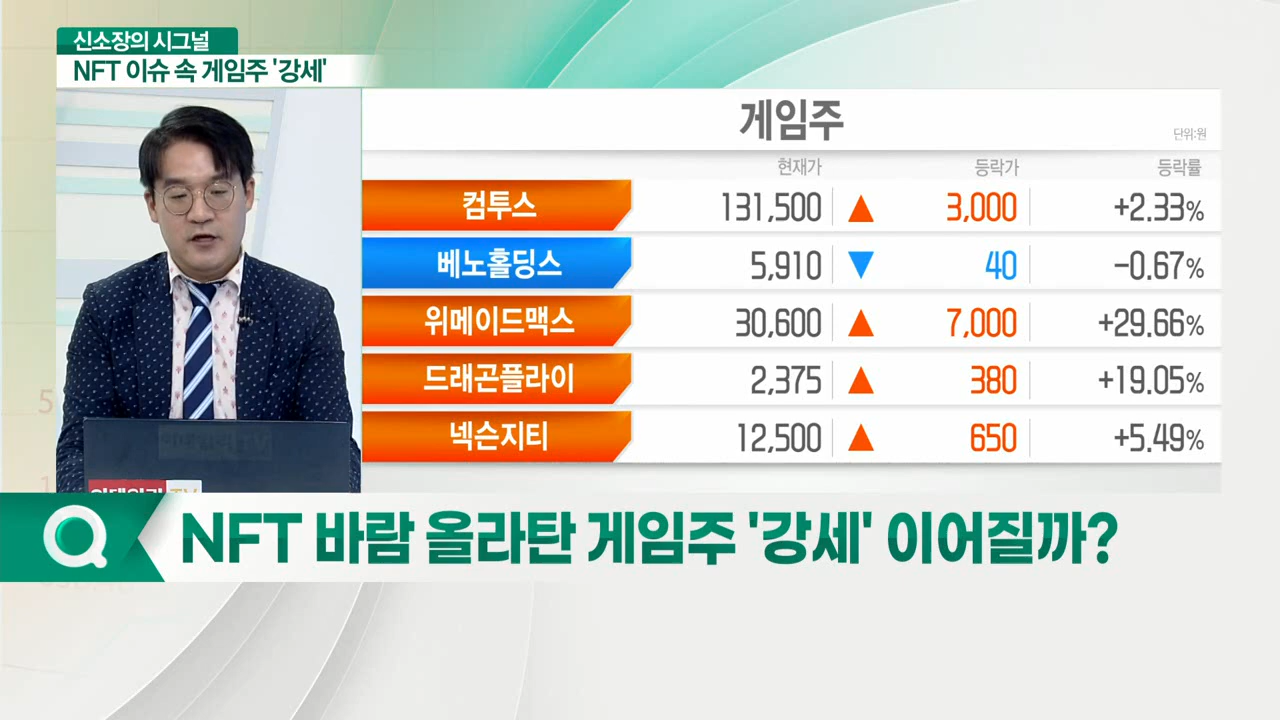 신소장의 시그널
NFT 이슈 속 게임주 '강세'
게임주
단위:원
현재가 등락가 등락률
컴투스 131,500 ▲ 3,000 +2.33%
베노홀딩스 5,910 ▼ 40 -0.67%
위메이드맥스 30,600 ▲ 7,000 +29.66%
드래곤플라이 2,375 ▲ 380 +19.05%
넥슨지티 12,500 ▲ 650 +5.49%
NFT 바람 올라탄 게임주 '강세' 이어질까?